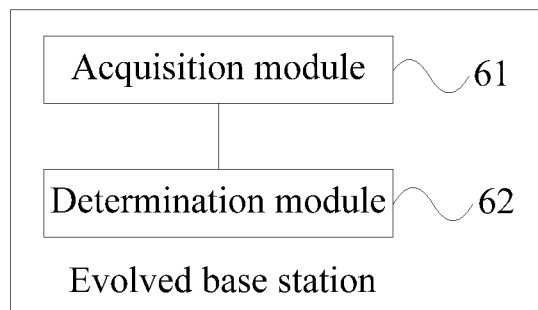 Acquisition module 61
Determination module 62
Evolved base station